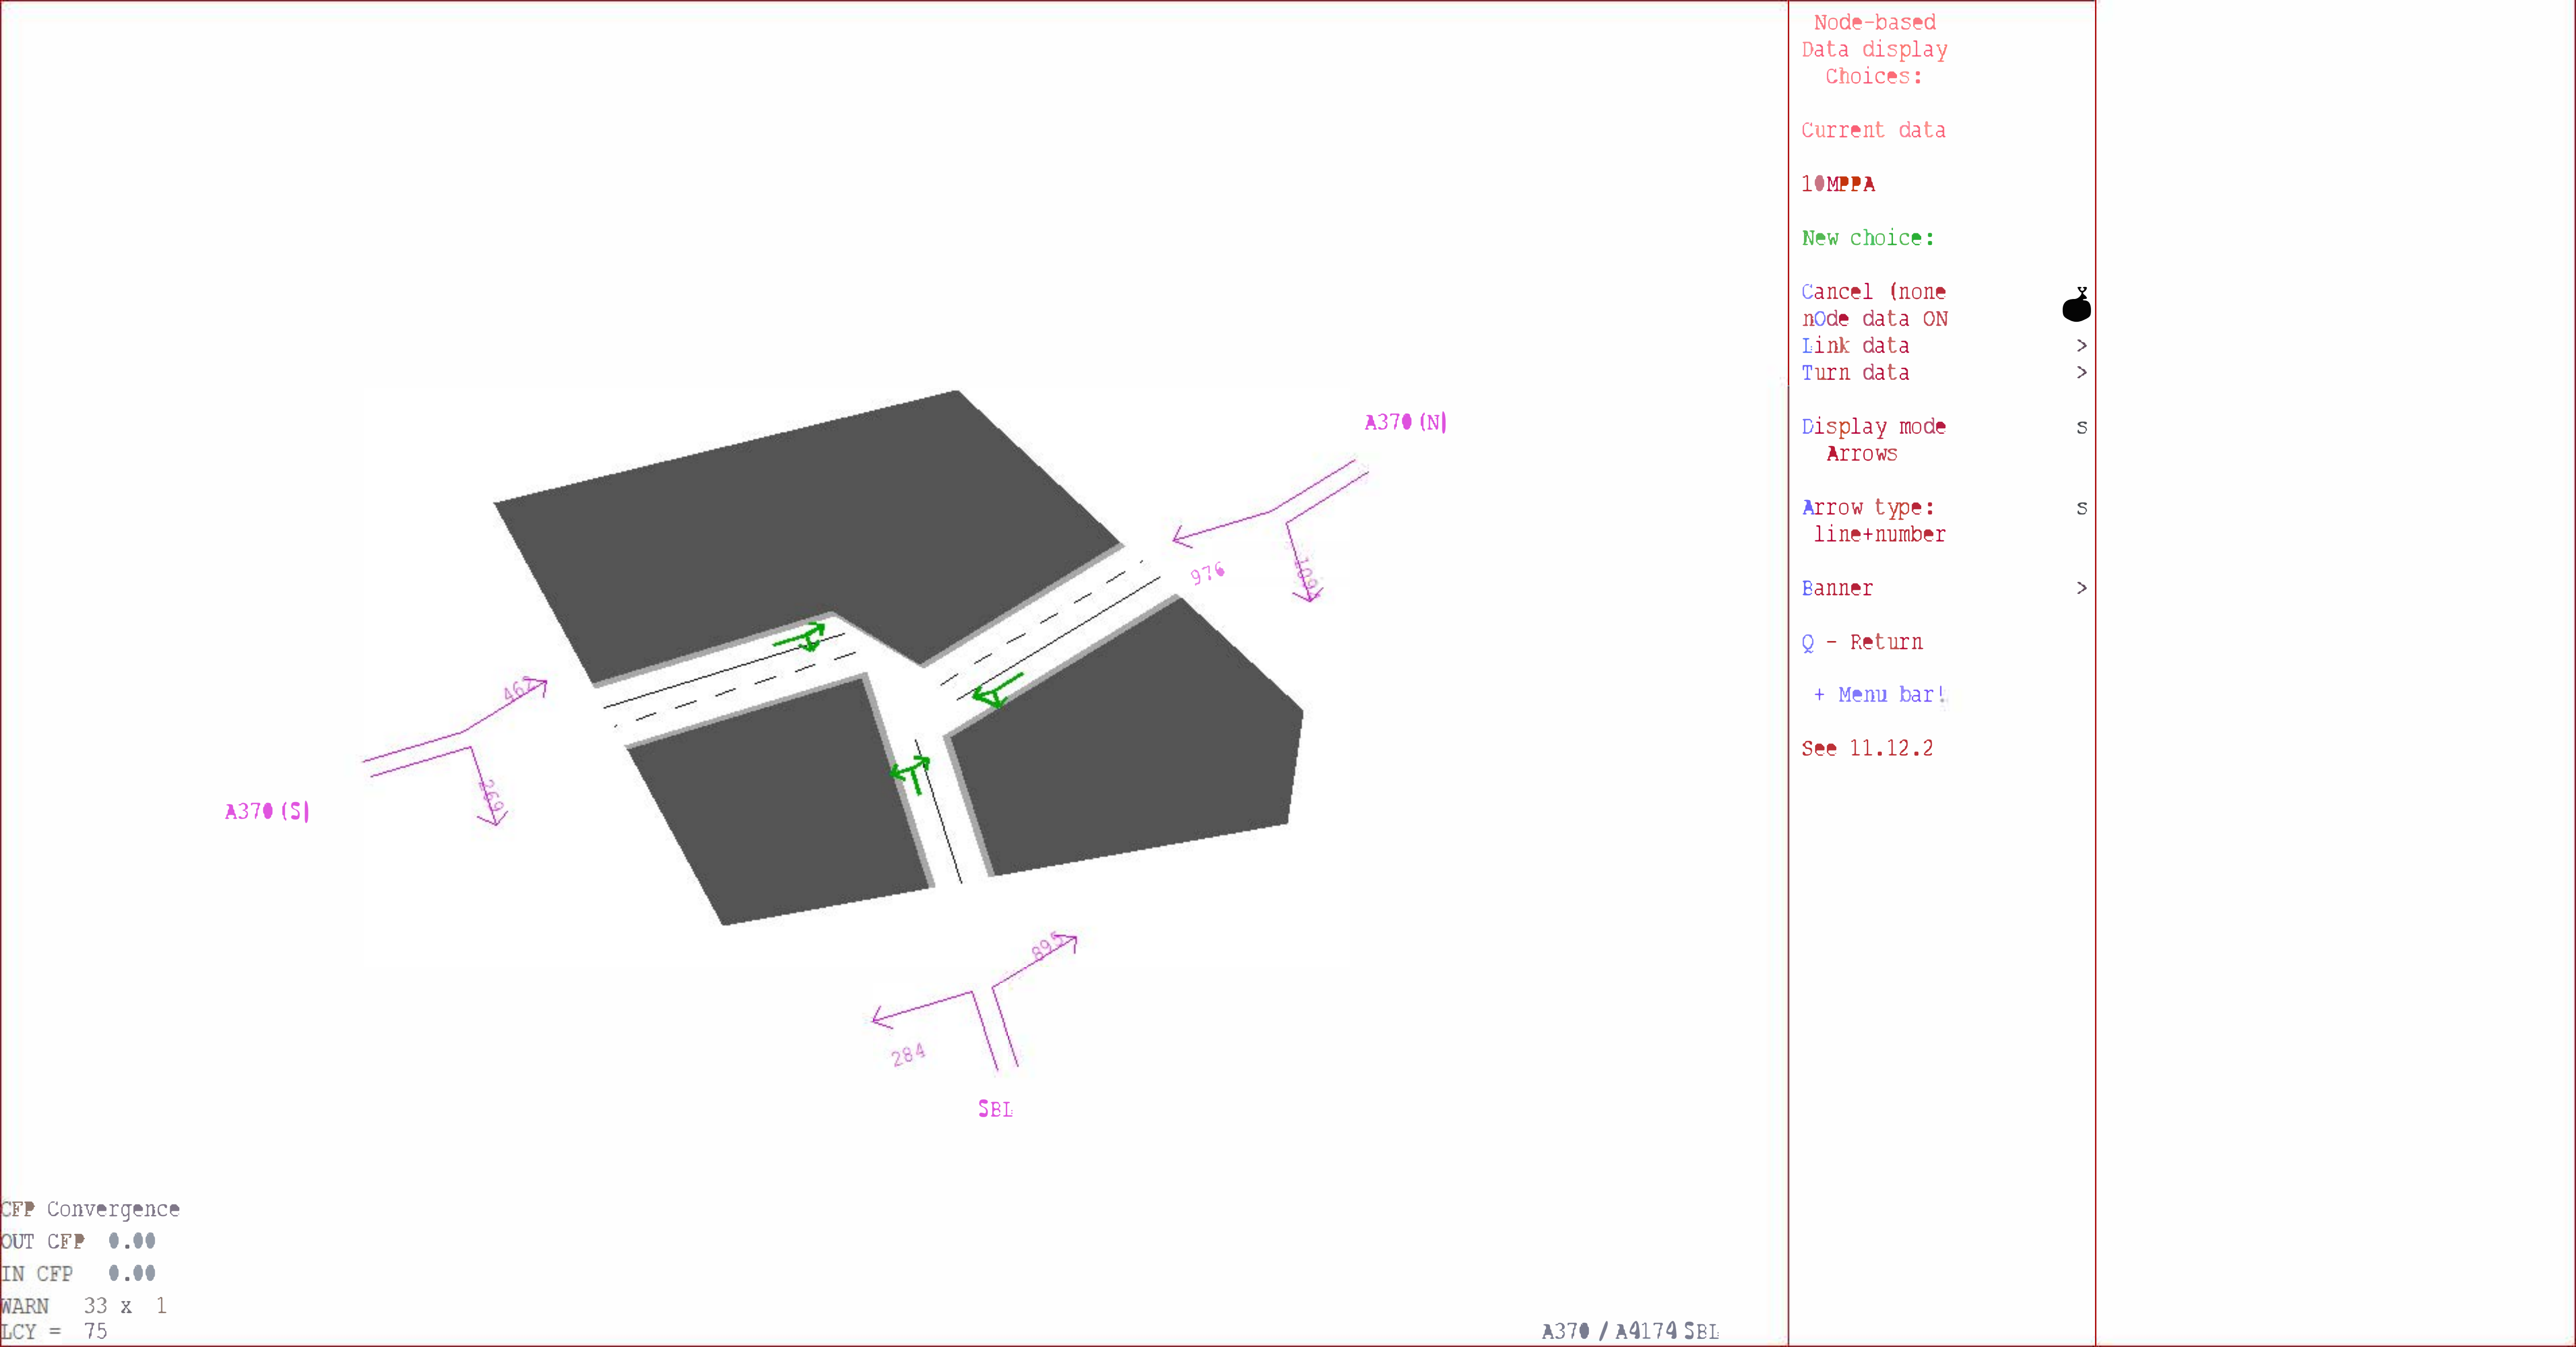 Node-based
Data display
Choices:
Current data
10MPPA
New choice:
Cancel (none x
nOde data ON
Link data >
Turn data >
Display mode s
Arrows
Arrow type: s
line+number
Banner >
Q - Return
+ Menu bar!
See 11.12.2
A370 (N)
976
462
269
A370 (S)
895
284
SBL
CFP Convergence
OUT CFP 0.00
IN CFP 0.00
WARN 33 x 1
LCY = 75
A370 / A4174 SBL